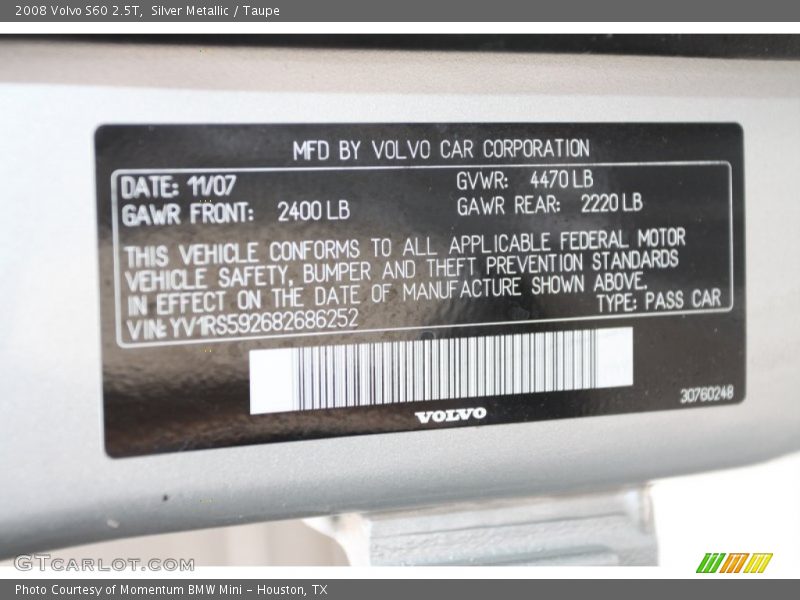 2008 Volvo S60 2.5T,  Silver Metallic / Taupe
MFD BY VOLVO CAR CORPORATION
DATE: 11/07 GVWR: 4470 LB
GAWR FRONT: 2400 LB GAWR REAR: 2220 LB
THIS VEHICLE CONFORMS TO ALL APPLICABLE FEDERAL MOTOR
VEHICLE SAFETY, BUMPER AND THEFT PREVENTION STANDARDS
IN EFFECT ON THE DATE OF MANUFACTURE SHOWN ABOVE.
VIN: YV1RS592682686252 TYPE: PASS CAR
VOLVO
30760248
GTCARLOT.COM
Photo Courtesy of Momentum BMW Mini - Houston, TX